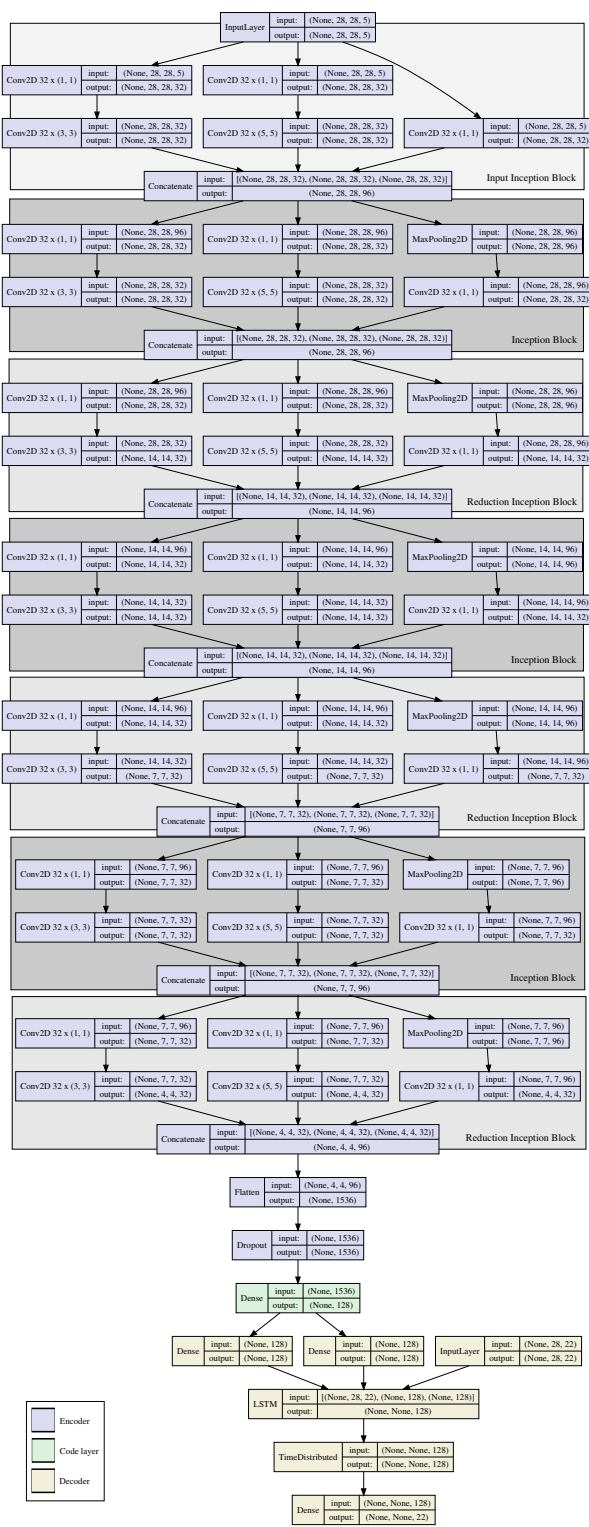 InputLayer input: (None, 28, 28, 5)
output: (None, 28, 28, 5)
Conv2D 32 x (1, 1) input: (None, 28, 28, 5)
output: (None, 28, 28, 32)
Conv2D 32 x (1, 1) input: (None, 28, 28, 5)
output: (None, 28, 28, 32)
Conv2D 32 x (3, 3) input: (None, 28, 28, 32)
output: (None, 28, 28, 32)
Conv2D 32 x (5, 5) input: (None, 28, 28, 32)
output: (None, 28, 28, 32)
Conv2D 32 x (1, 1) input: (None, 28, 28, 5)
output: (None, 28, 28, 32)
Concatenate input: [(None, 28, 28, 32), (None, 28, 28, 32), (None, 28, 28, 32)]
output: (None, 28, 28, 96)
Input Inception Block
Conv2D 32 x (1, 1) input: (None, 28, 28, 96)
output: (None, 28, 28, 32)
Conv2D 32 x (1, 1) input: (None, 28, 28, 96)
output: (None, 28, 28, 32)
MaxPooling2D input: (None, 28, 28, 96)
output: (None, 28, 28, 96)
Conv2D 32 x (3, 3) input: (None, 28, 28, 32)
output: (None, 28, 28, 32)
Conv2D 32 x (5, 5) input: (None, 28, 28, 32)
output: (None, 28, 28, 32)
Conv2D 32 x (1, 1) input: (None, 28, 28, 96)
output: (None, 28, 28, 32)
Concatenate input: [(None, 28, 28, 32), (None, 28, 28, 32), (None, 28, 28, 32)]
output: (None, 28, 28, 96)
Inception Block
Conv2D 32 x (1, 1) input: (None, 28, 28, 96)
output: (None, 28, 28, 32)
Conv2D 32 x (1, 1) input: (None, 28, 28, 96)
output: (None, 28, 28, 32)
MaxPooling2D input: (None, 28, 28, 96)
output: (None, 28, 28, 96)
Conv2D 32 x (3, 3) input: (None, 28, 28, 32)
output: (None, 14, 14, 32)
Conv2D 32 x (5, 5) input: (None, 28, 28, 32)
output: (None, 14, 14, 32)
Conv2D 32 x (1, 1) input: (None, 28, 28, 96)
output: (None, 14, 14, 32)
Concatenate input: [(None, 14, 14, 32), (None, 14, 14, 32), (None, 14, 14, 32)]
output: (None, 14, 14, 96)
Reduction Inception Block
Conv2D 32 x (1, 1) input: (None, 14, 14, 96)
output: (None, 14, 14, 32)
Conv2D 32 x (1, 1) input: (None, 14, 14, 96)
output: (None, 14, 14, 32)
MaxPooling2D input: (None, 14, 14, 96)
output: (None, 14, 14, 96)
Conv2D 32 x (3, 3) input: (None, 14, 14, 32)
output: (None, 14, 14, 32)
Conv2D 32 x (5, 5) input: (None, 14, 14, 32)
output: (None, 14, 14, 32)
Conv2D 32 x (1, 1) input: (None, 14, 14, 96)
output: (None, 14, 14, 32)
Concatenate input: [(None, 14, 14, 32), (None, 14, 14, 32), (None, 14, 14, 32)]
output: (None, 14, 14, 96)
Inception Block
Conv2D 32 x (1, 1) input: (None, 14, 14, 96)
output: (None, 14, 14, 32)
Conv2D 32 x (1, 1) input: (None, 14, 14, 96)
output: (None, 14, 14, 32)
MaxPooling2D input: (None, 14, 14, 96)
output: (None, 14, 14, 96)
Conv2D 32 x (3, 3) input: (None, 14, 14, 32)
output: (None, 7, 7, 32)
Conv2D 32 x (5, 5) input: (None, 14, 14, 32)
output: (None, 7, 7, 32)
Conv2D 32 x (1, 1) input: (None, 14, 14, 96)
output: (None, 7, 7, 32)
Concatenate input: [(None, 7, 7, 32), (None, 7, 7, 32), (None, 7, 7, 32)]
output: (None, 7, 7, 96)
Reduction Inception Block
Conv2D 32 x (1, 1) input: (None, 7, 7, 96)
output: (None, 7, 7, 32)
Conv2D 32 x (1, 1) input: (None, 7, 7, 96)
output: (None, 7, 7, 32)
MaxPooling2D input: (None, 7, 7, 96)
output: (None, 7, 7, 96)
Conv2D 32 x (3, 3) input: (None, 7, 7, 32)
output: (None, 7, 7, 32)
Conv2D 32 x (5, 5) input: (None, 7, 7, 32)
output: (None, 7, 7, 32)
Conv2D 32 x (1, 1) input: (None, 7, 7, 96)
output: (None, 7, 7, 32)
Concatenate input: [(None, 7, 7, 32), (None, 7, 7, 32), (None, 7, 7, 32)]
output: (None, 7, 7, 96)
Inception Block
Conv2D 32 x (1, 1) input: (None, 7, 7, 96)
output: (None, 7, 7, 32)
Conv2D 32 x (1, 1) input: (None, 7, 7, 96)
output: (None, 7, 7, 32)
MaxPooling2D input: (None, 7, 7, 96)
output: (None, 7, 7, 96)
Conv2D 32 x (3, 3) input: (None, 7, 7, 32)
output: (None, 4, 4, 32)
Conv2D 32 x (5, 5) input: (None, 7, 7, 32)
output: (None, 4, 4, 32)
Conv2D 32 x (1, 1) input: (None, 7, 7, 96)
output: (None, 4, 4, 32)
Concatenate input: [(None, 4, 4, 32), (None, 4, 4, 32), (None, 4, 4, 32)]
output: (None, 4, 4, 96)
Reduction Inception Block
Flatten input: (None, 4, 4, 96)
output: (None, 1536)
Dropout input: (None, 1536)
output: (None, 1536)
Dense input: (None, 1536)
output: (None, 128)
Dense input: (None, 128)
output: (None, 128)
Dense input: (None, 128)
output: (None, 128)
InputLayer input: (None, 28, 22)
output: (None, 28, 22)
LSTM input: [(None, 28, 22), (None, 128), (None, 128)]
output: (None, None, 128)
TimeDistributed input: (None, None, 128)
output: (None, None, 128)
Dense input: (None, None, 128)
output: (None, None, 22)
Encoder
Code layer
Decoder